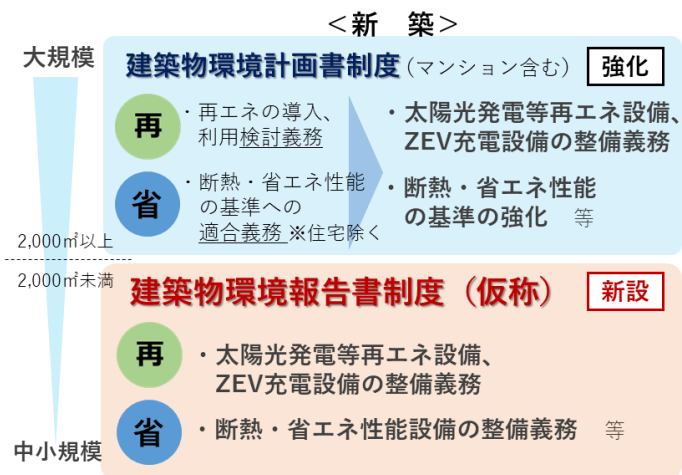 ＜新　築＞
大規模
建築物環境計画書制度（マンション含む）
強化
再
・再エネの導入、
利用検討義務
・太陽光発電等再エネ設備、
ZEV充電設備の整備義務
省
・断熱・省エネ性能
の基準への
適合義務 ※住宅除く
・断熱・省エネ性能
の基準の強化　等
2,000㎡以上
2,000㎡未満
建築物環境報告書制度（仮称）
新設
再
・太陽光発電等再エネ設備、
ZEV充電設備の整備義務
省
・断熱・省エネ性能設備の整備義務　等
中小規模